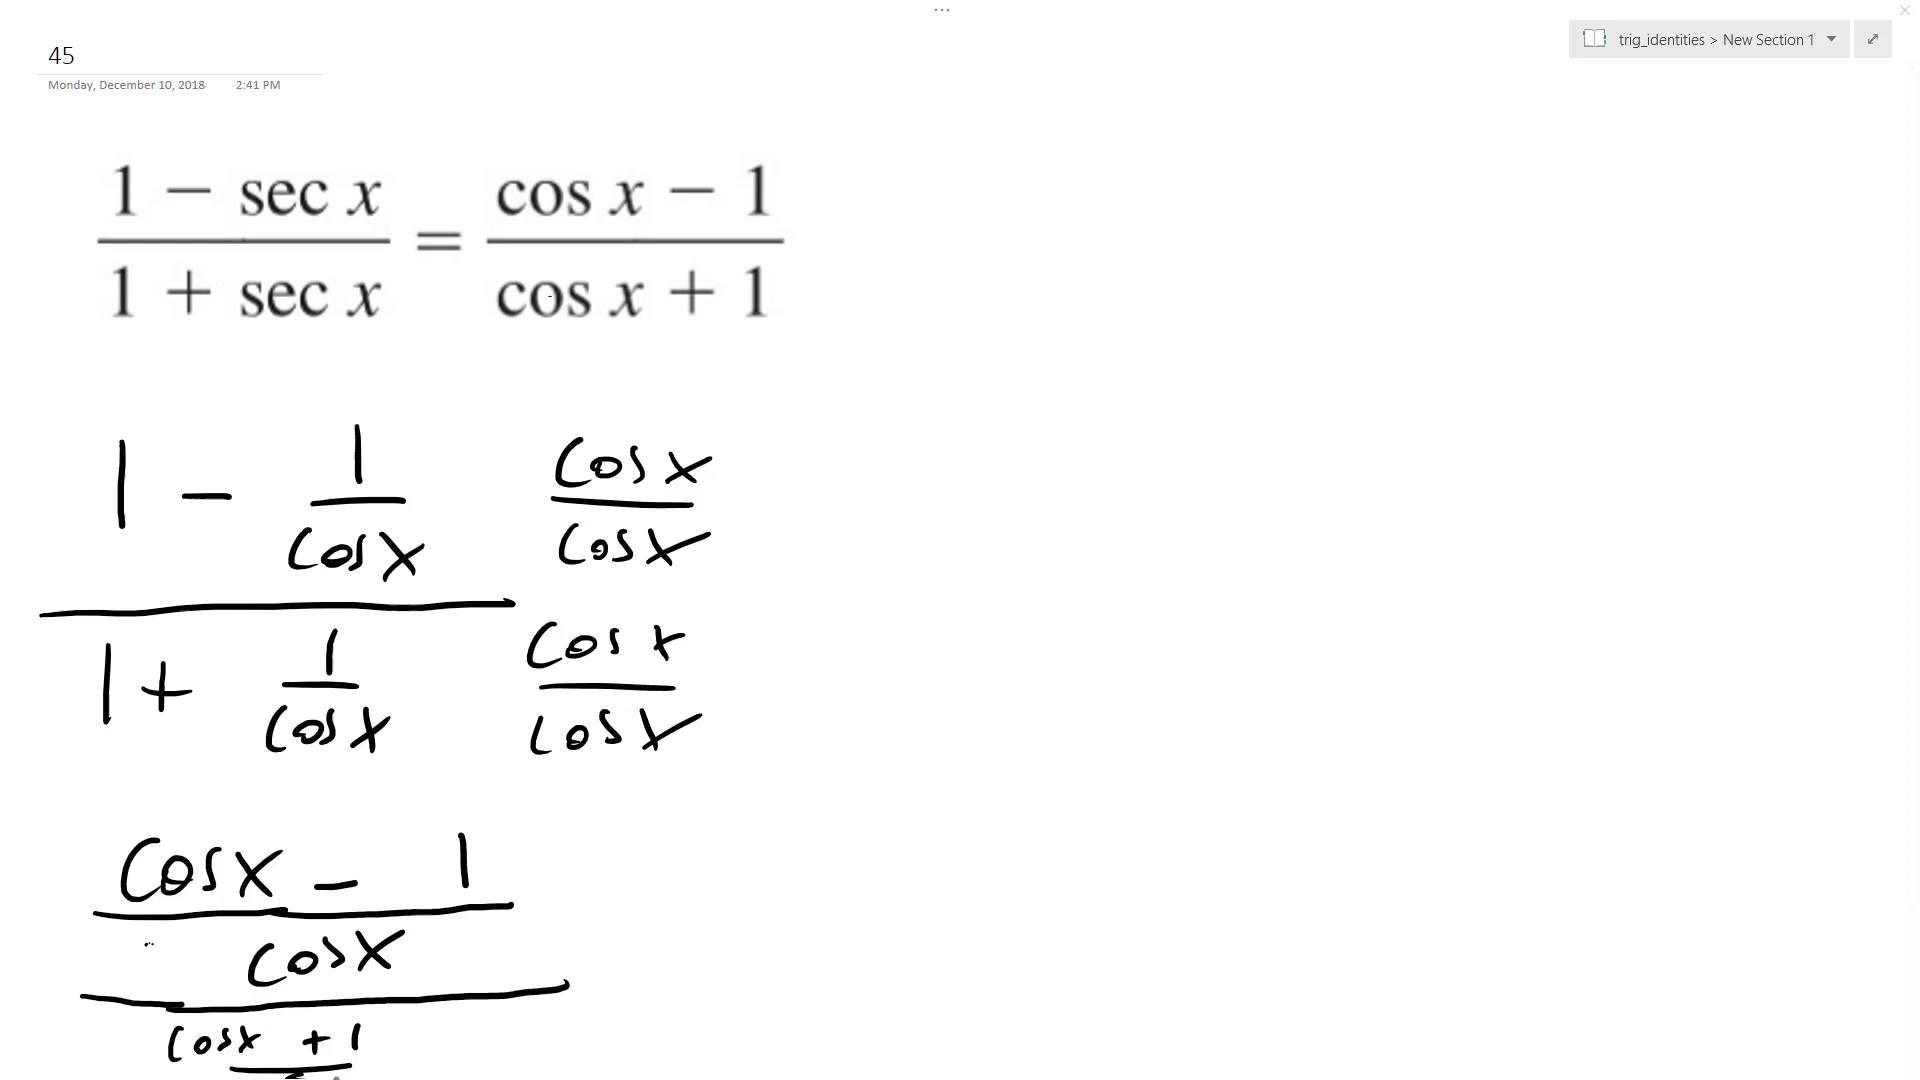 trig_identities > New Section 1
45
Monday, December 10, 2018 2:41 PM
1 − sec x cos x − 1
=
1 + sec x cos x + 1
1 cos x
1 −
cos x cos x
1 cos x
1 +
cos x cos x
cos x − 1
cos x
cos x + 1